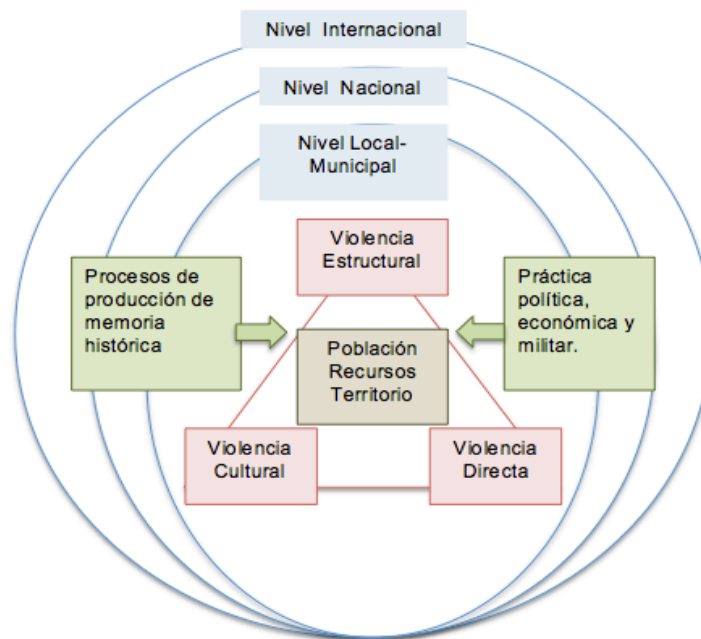 Nivel Internacional
Nivel Nacional
Nivel Local-
Municipal
Violencia
Estructural
Procesos de
producción de
memoria
histórica
Práctica
política,
económica y
militar.
Población
Recursos
Territorio
Violencia
Cultural
Violencia
Directa